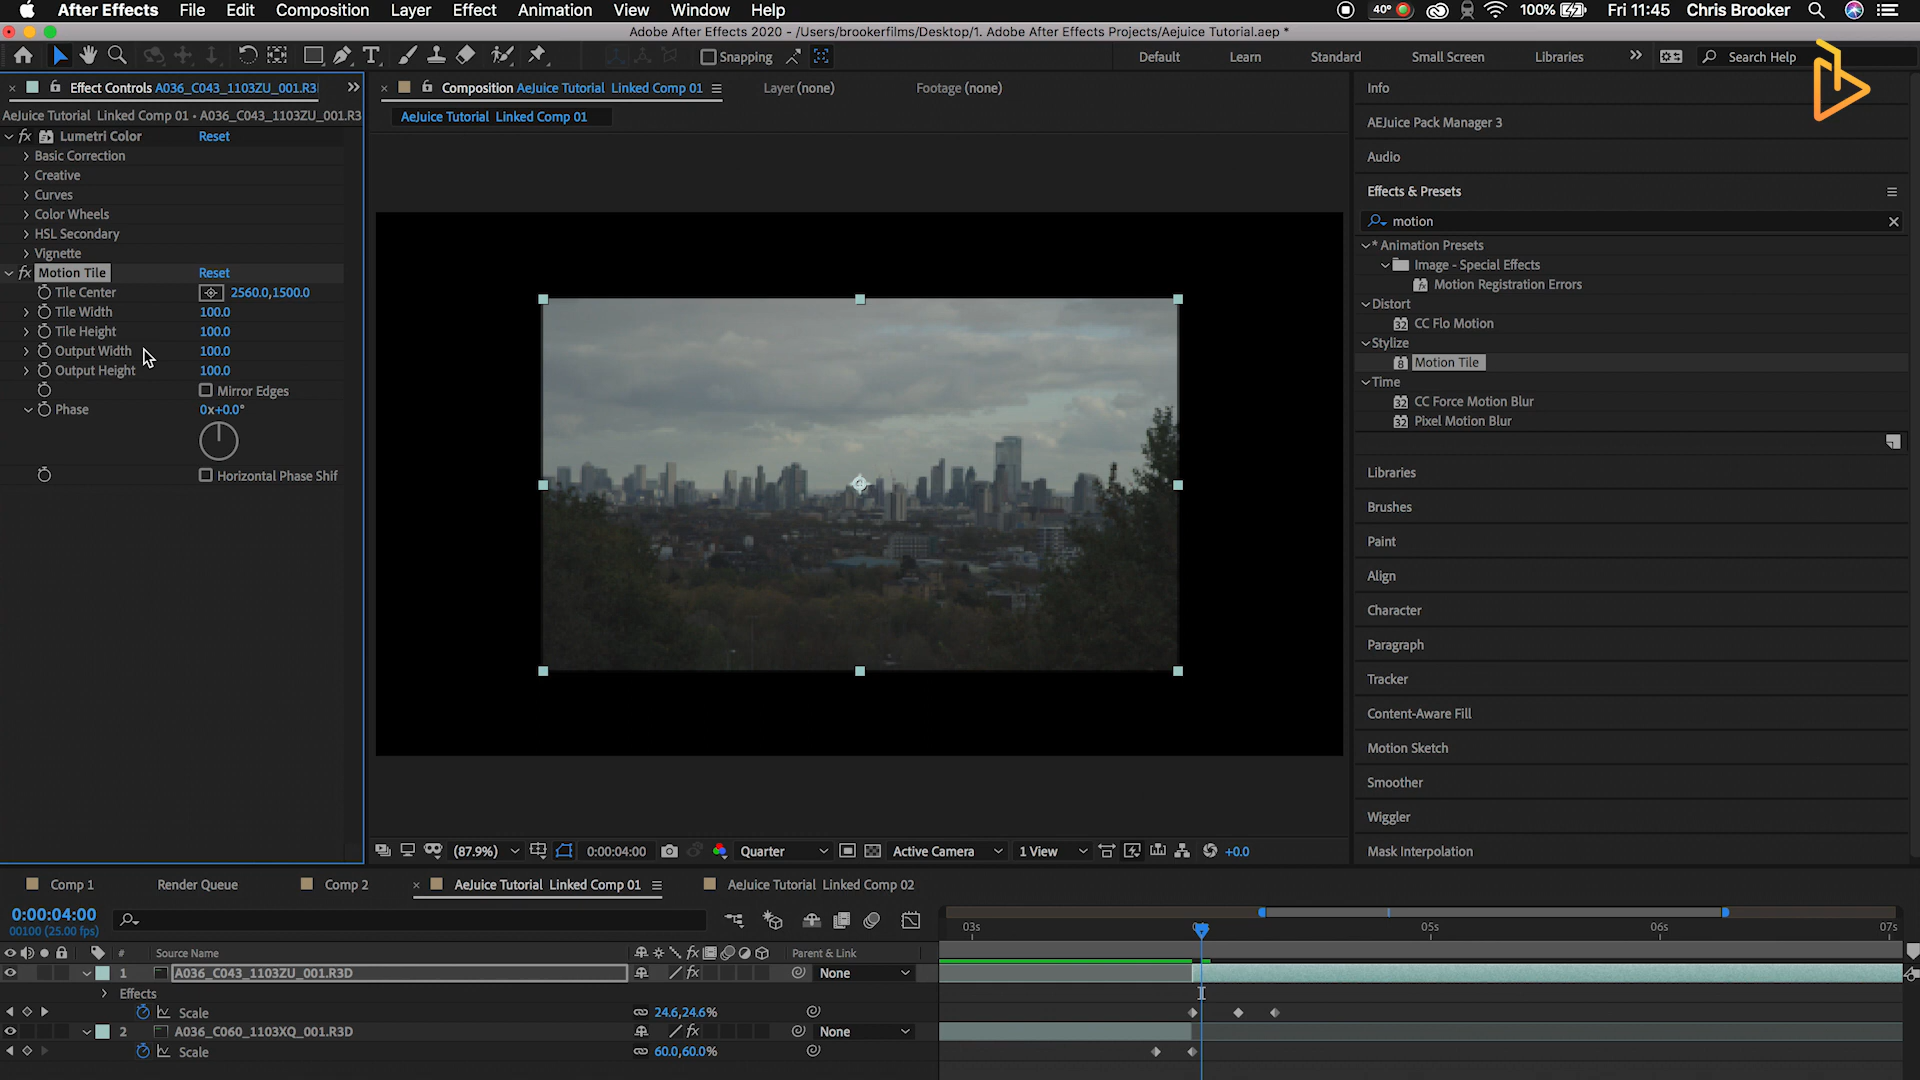 After Effects File Edit Composition Layer Effect Animation View Window Help 40° 100% Fri 11:45 Chris Brooker
Adobe After Effects 2020 - /Users/brookerfilms/Desktop/1. Adobe After Effects Projects/Aejuice Tutorial.aep *
Snapping Default Learn Standard Small Screen Libraries Search Help
Effect Controls A036_C043_1103ZU_001.R3
AeJuice Tutorial Linked Comp 01 • A036_C043_1103ZU_001.R3
fx Lumetri Color Reset
Basic Correction
Creative
Curves
Color Wheels
HSL Secondary
Vignette
fx Motion Tile Reset
Tile Center 2560.0,1500.0
Tile Width 100.0
Tile Height 100.0
Output Width 100.0
Output Height 100.0
Mirror Edges
Phase 0x+0.0°
Horizontal Phase Shif
Composition AeJuice Tutorial Linked Comp 01 Layer (none) Footage (none)
AeJuice Tutorial Linked Comp 01
(87.9%) 0:00:04:00 Quarter Active Camera 1 View +0.0
Info
AEJuice Pack Manager 3
Audio
Effects & Presets
motion
* Animation Presets
Image - Special Effects
Motion Registration Errors
Distort
32 CC Flo Motion
Stylize
8 Motion Tile
Time
32 CC Force Motion Blur
32 Pixel Motion Blur
Libraries
Brushes
Paint
Align
Character
Paragraph
Tracker
Content-Aware Fill
Motion Sketch
Smoother
Wiggler
Mask Interpolation
Comp 1 Render Queue Comp 2 AeJuice Tutorial Linked Comp 01 AeJuice Tutorial Linked Comp 02
0:00:04:00
00100 (25.00 fps)
03s 05s 06s 07s
# Source Name fx Parent & Link
1 A036_C043_1103ZU_001.R3D fx None
Effects
Scale 24.6,24.6%
2 A036_C060_1103XQ_001.R3D fx None
Scale 60.0,60.0%